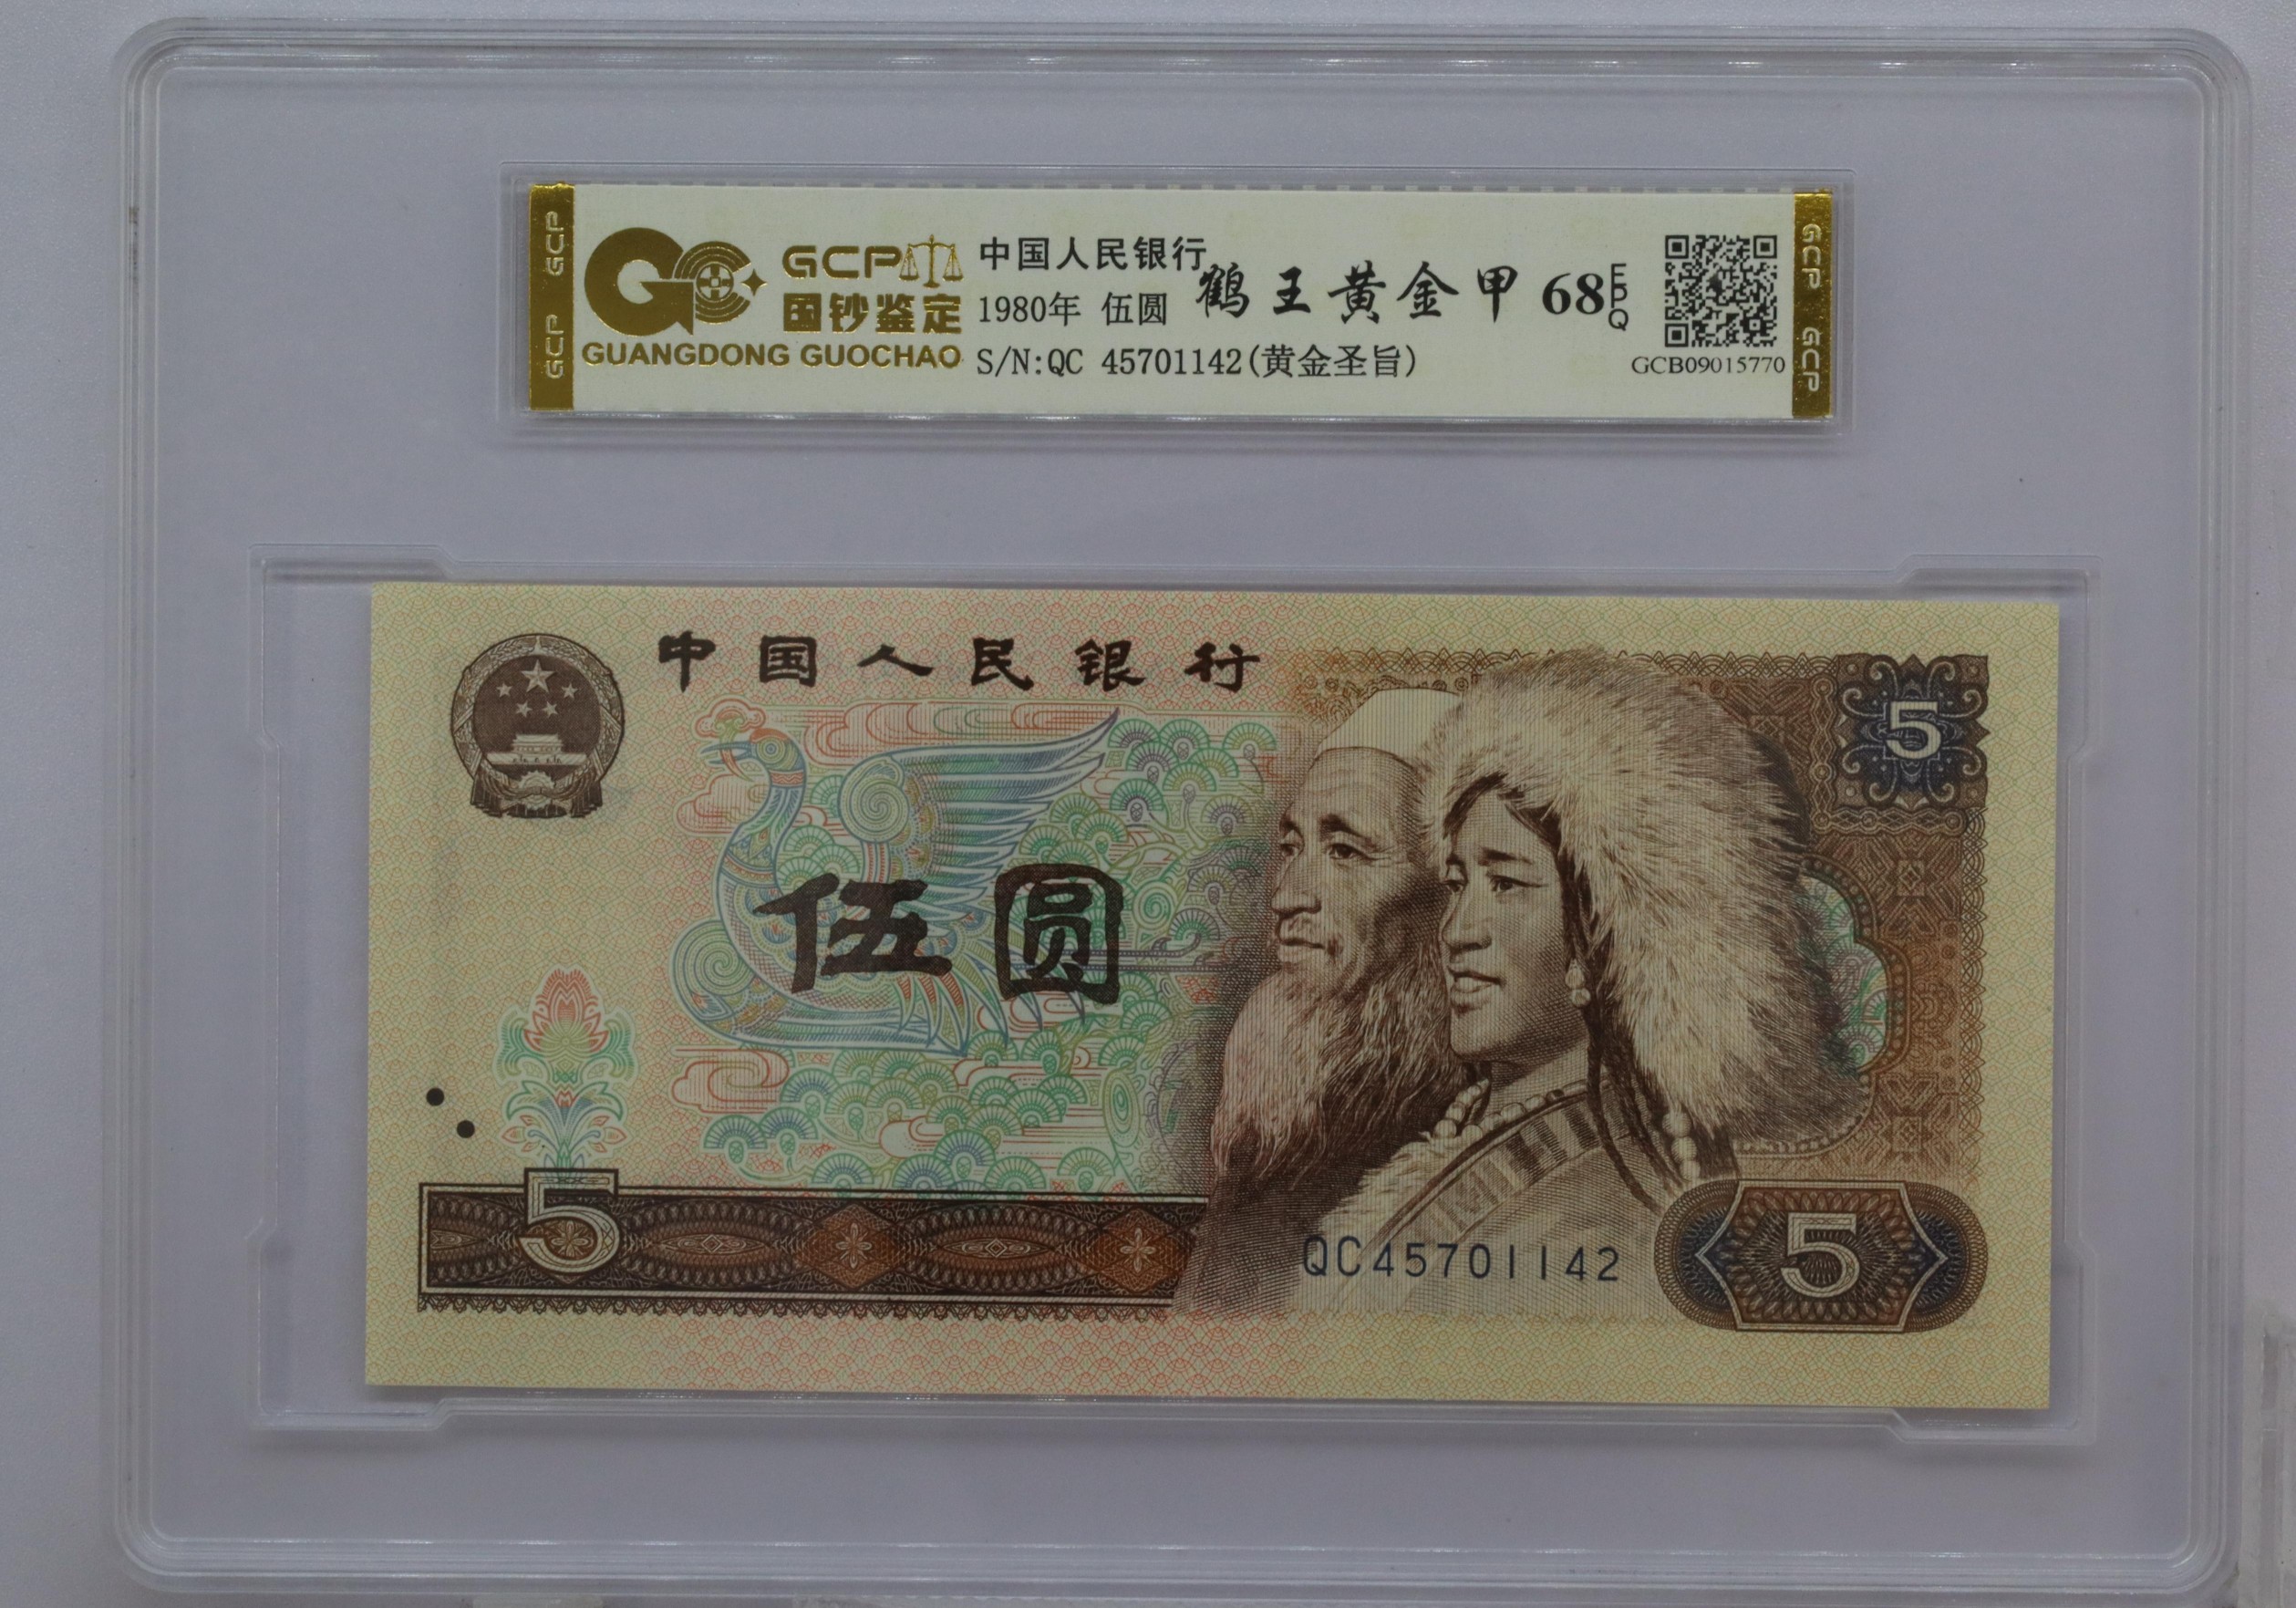 GCP GCP
GCP
国钞鉴定
GUANGDONG GUOCHAO
中国人民银行
1980年 伍圆
S/N:QC 45701142(黄金圣旨)
鹤王黄金甲 68 EPQ
GCB09015770
GCP GCP
中国人民银行
5
伍圆
5
QC45701142
5